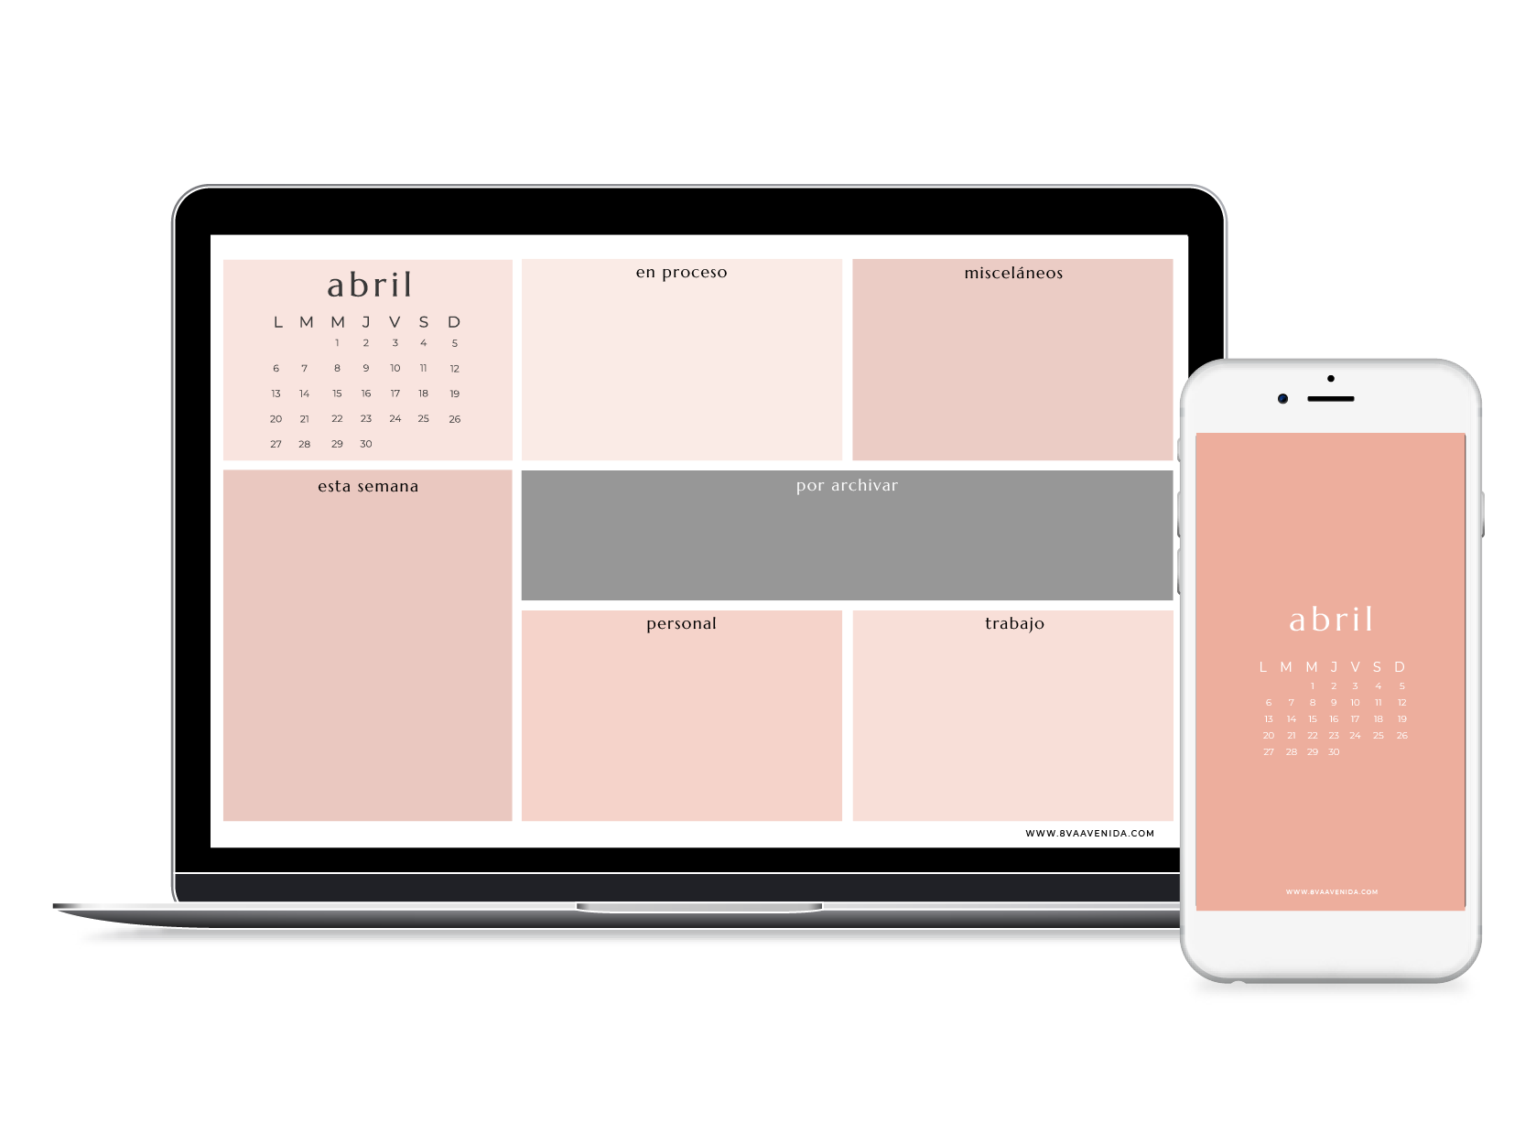 abril
L M M J V S D
1 2 3 4 5
6 7 8 9 10 11 12
13 14 15 16 17 18 19
20 21 22 23 24 25 26
27 28 29 30
en proceso
misceláneos
esta semana
por archivar
personal
trabajo
WWW.8VAAVENIDA.COM
abril
L M M J V S D
1 2 3 4 5
6 7 8 9 10 11 12
13 14 15 16 17 18 19
20 21 22 23 24 25 26
27 28 29 30
WWW.8VAAVENIDA.COM